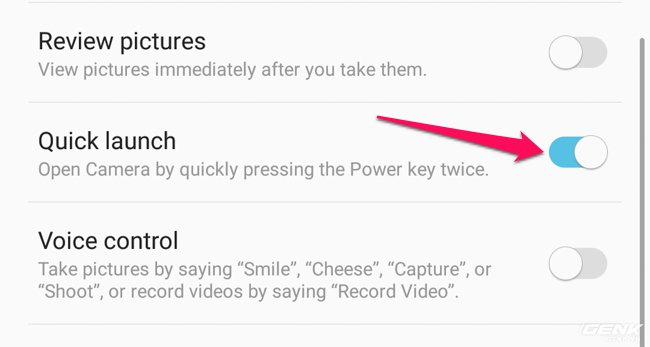 Review pictures
View pictures immediately after you take them.
Quick launch
Open Camera by quickly pressing the Power key twice.
Voice control
Take pictures by saying “Smile”, “Cheese”, “Capture”, or
“Shoot”, or record videos by saying “Record Video”.
GENK